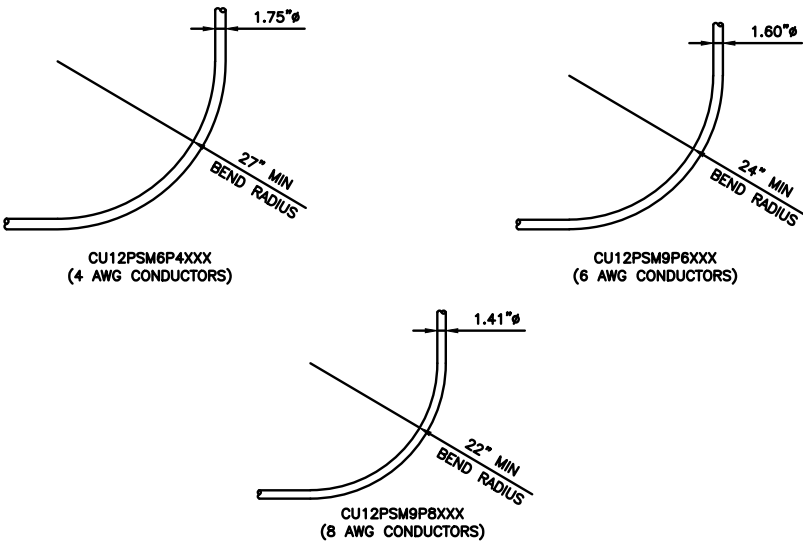 1.75"ø
27" MIN
BEND RADIUS
CU12PSM6P4XXX
(4 AWG CONDUCTORS)
1.60"ø
24" MIN
BEND RADIUS
CU12PSM9P6XXX
(6 AWG CONDUCTORS)
1.41"ø
22" MIN
BEND RADIUS
CU12PSM9P8XXX
(8 AWG CONDUCTORS)